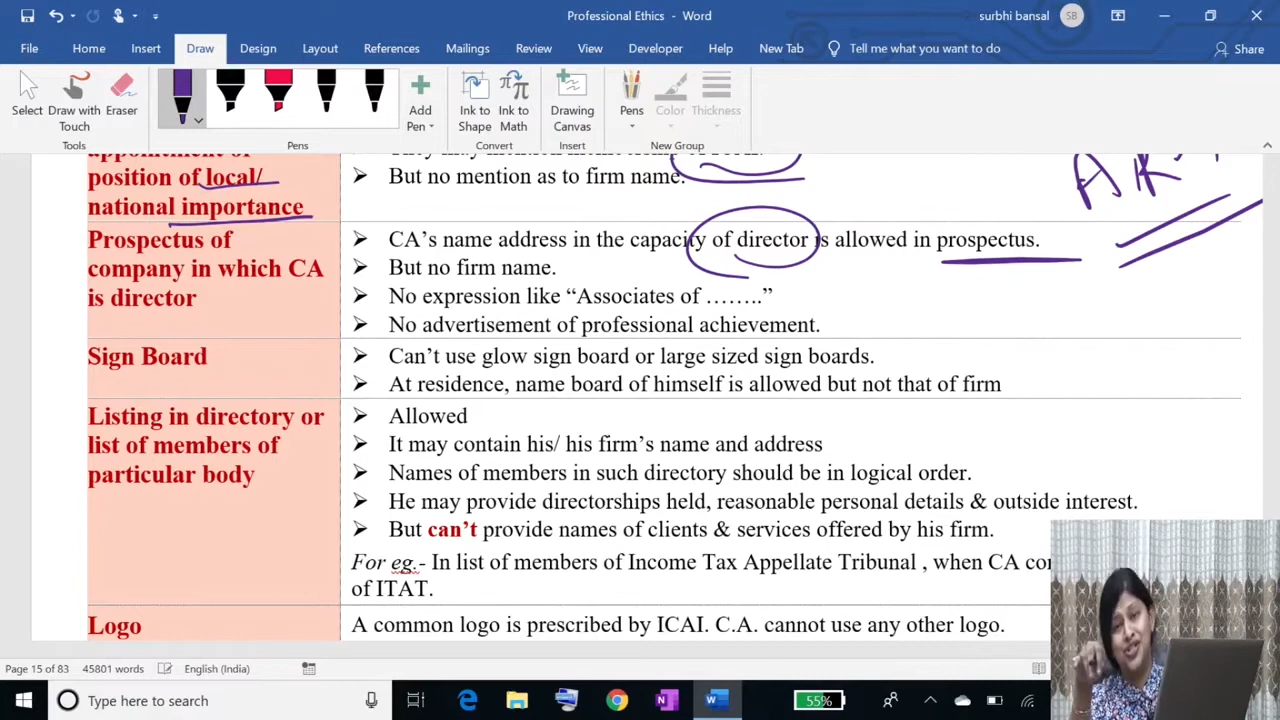 Professional Ethics - Word
surbhi bansal SB
File Home Insert Draw Design Layout References Mailings Review View Developer Help New Tab Tell me what you want to do Share
Select Draw with Touch Eraser Add Pen Ink to Shape Ink to Math Drawing Canvas Pens Color Thickness
Tools Pens Convert Insert New Group
position of local/
national importance
➢ But no mention as to firm name.
AR
Prospectus of
company in which CA
is director
➢ CA’s name address in the capacity of director is allowed in prospectus.
➢ But no firm name.
➢ No expression like “Associates of ……..”
➢ No advertisement of professional achievement.
Sign Board
➢ Can’t use glow sign board or large sized sign boards.
➢ At residence, name board of himself is allowed but not that of firm
Listing in directory or
list of members of
particular body
➢ Allowed
➢ It may contain his/ his firm’s name and address
➢ Names of members in such directory should be in logical order.
➢ He may provide directorships held, reasonable personal details & outside interest.
➢ But can’t provide names of clients & services offered by his firm.
For eg.- In list of members of Income Tax Appellate Tribunal , when CA
of ITAT.
Logo
A common logo is prescribed by ICAI. C.A. cannot use any other logo.
Page 15 of 83 45801 words English (India)
Type here to search
55%